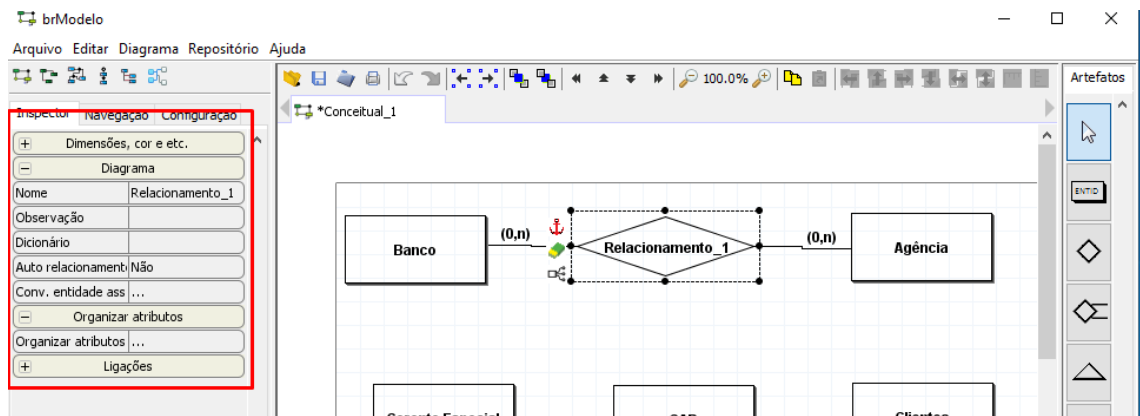 brModelo
Arquivo Editar Diagrama Repositório Ajuda
100.0%
Artefatos
Inspector Navegação Configuração
*Conceitual_1
Dimensões, cor e etc.
Diagrama
Nome Relacionamento_1
Observação
Dicionário
Auto relacionament Não
Conv. entidade ass ...
Organizar atributos
Organizar atributos ...
Ligações
ENTID
Banco
(0,n)
Relacionamento_1
(0,n)
Agência
Clientes